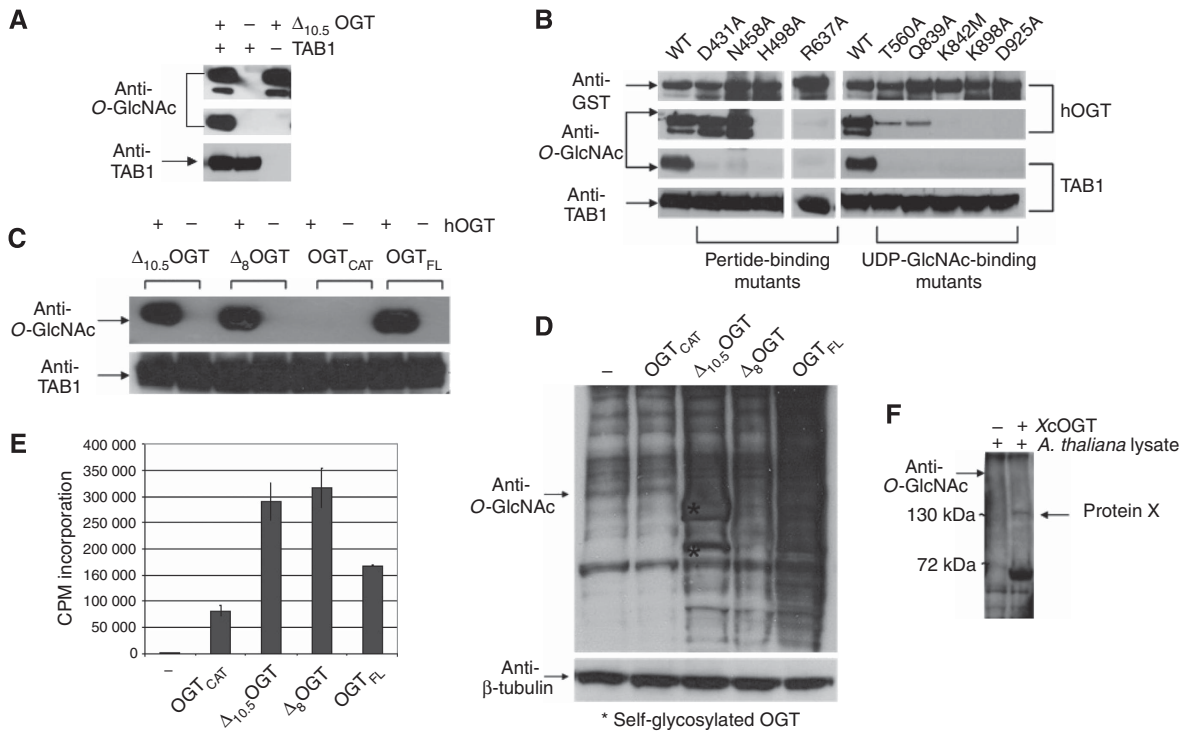 A
+ − + Δ10.5 OGT
+ + − TAB1
Anti-
O-GlcNAc
Anti-
TAB1
B
WT D431A N458A H498A R637A WT T560A Q839A K842M K898A D925A
Anti-
GST
hOGT
Anti-
O-GlcNAc
TAB1
Anti-
TAB1
Pertide-binding
mutants
UDP-GlcNAc-binding
mutants
C
+ − + − + − + − hOGT
Δ10.5OGT Δ8OGT OGTCAT OGTFL
Anti-
O-GlcNAc
Anti-
TAB1
D
− OGTCAT Δ10.5OGT Δ8OGT OGTFL
Anti-
O-GlcNAc
*
*
Anti-
β-tubulin
* Self-glycosylated OGT
E
CPM incorporation
400 000
350 000
300 000
250 000
200 000
160 000
100 000
50 000
0
− OGTCAT Δ10.5OGT Δ8OGT OGTFL
F
− + XcOGT
+ + A. thaliana lysate
Anti-
O-GlcNAc
130 kDa
Protein X
72 kDa